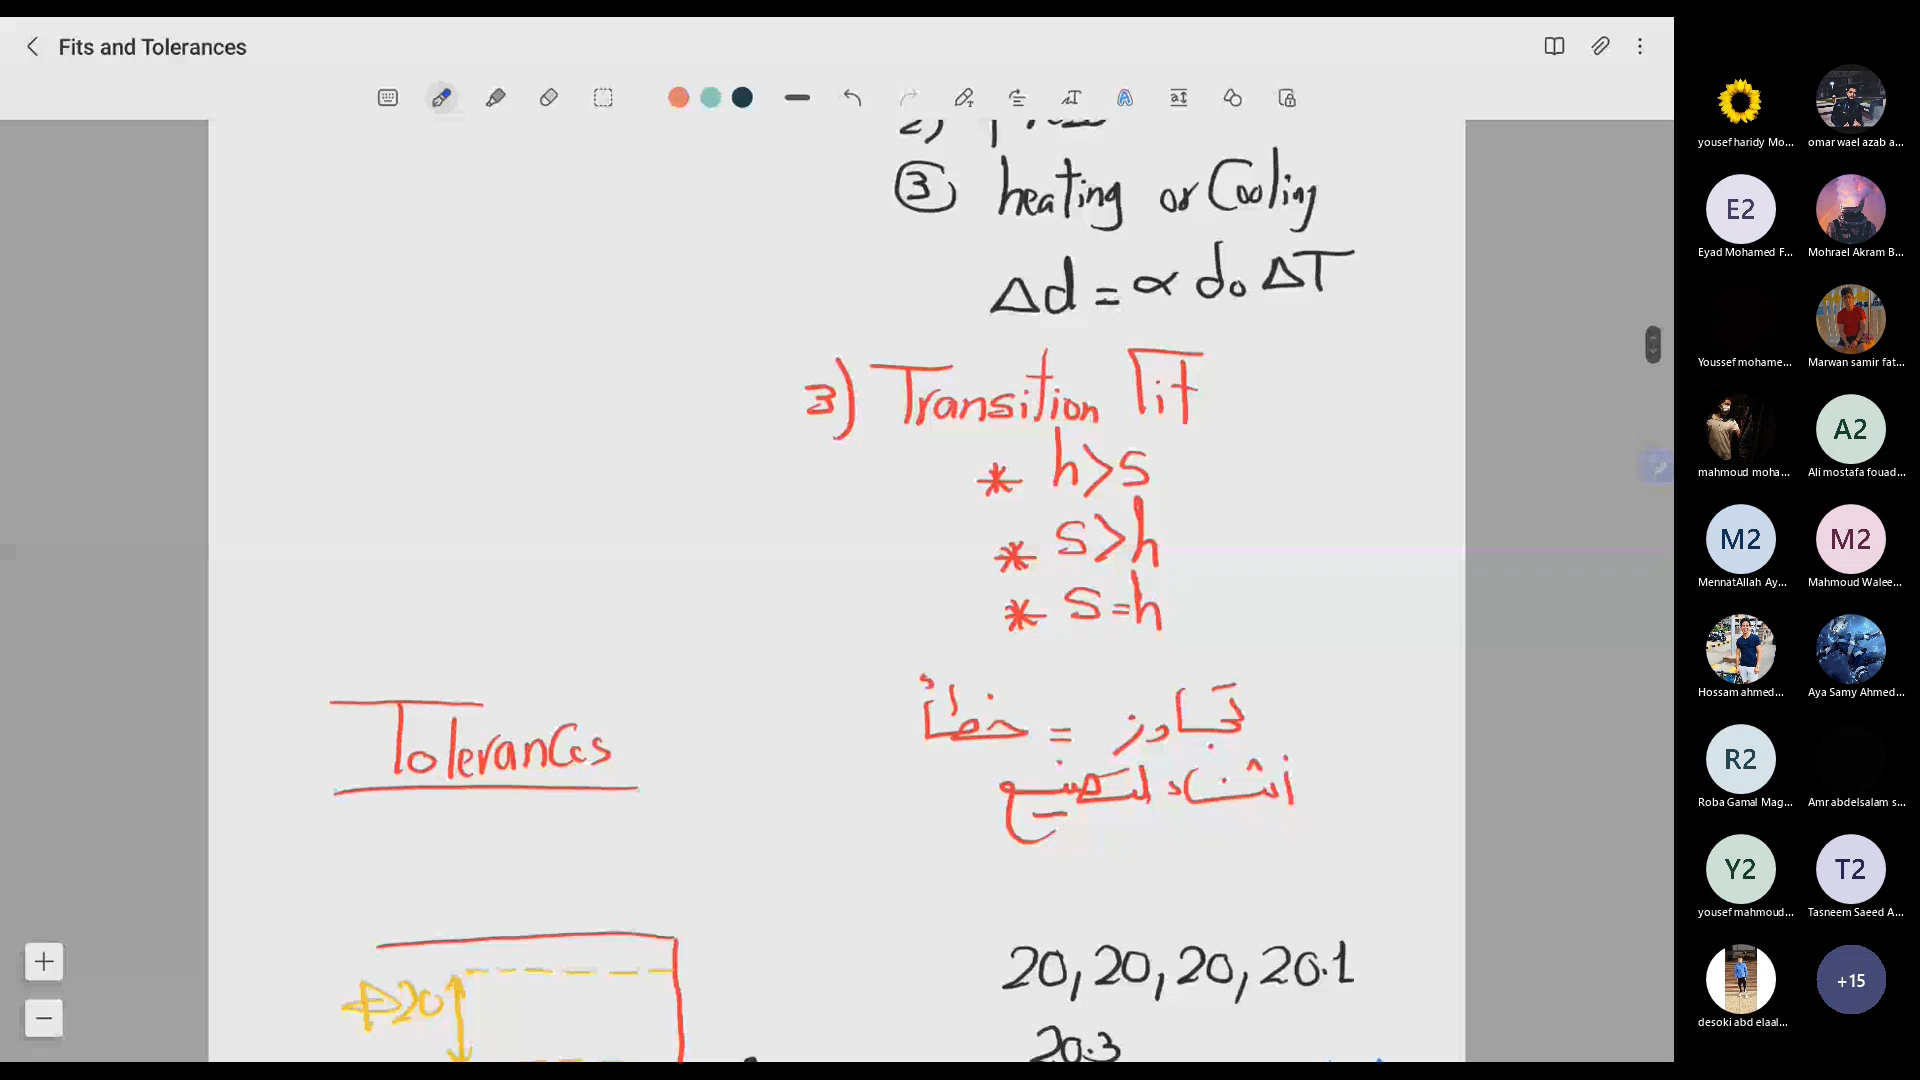 Fits and Tolerances
2)
3 heating or Cooling
Δd = α do ΔT
3) Transition Fit
* h>s
* s>h
* s=h
Tolerances
تجاوز = خطأ
أثناء التصنيع
Φ20
20, 20, 20, 20.1
20.3
yousef haridy Mo...
omar wael azab a...
E2
Eyad Mohamed F...
Mohrael Akram B...
Youssef mohame...
Marwan samir fat...
mahmoud moha...
A2
Ali mostafa fouad...
M2
MennatAllah Ay...
M2
Mahmoud Walee...
Hossam ahmed...
Aya Samy Ahmed...
R2
Roba Gamal Mag...
Amr abdelsalam s...
Y2
yousef mahmoud...
T2
Tasneem Saeed A...
desoki abd elaal...
+15